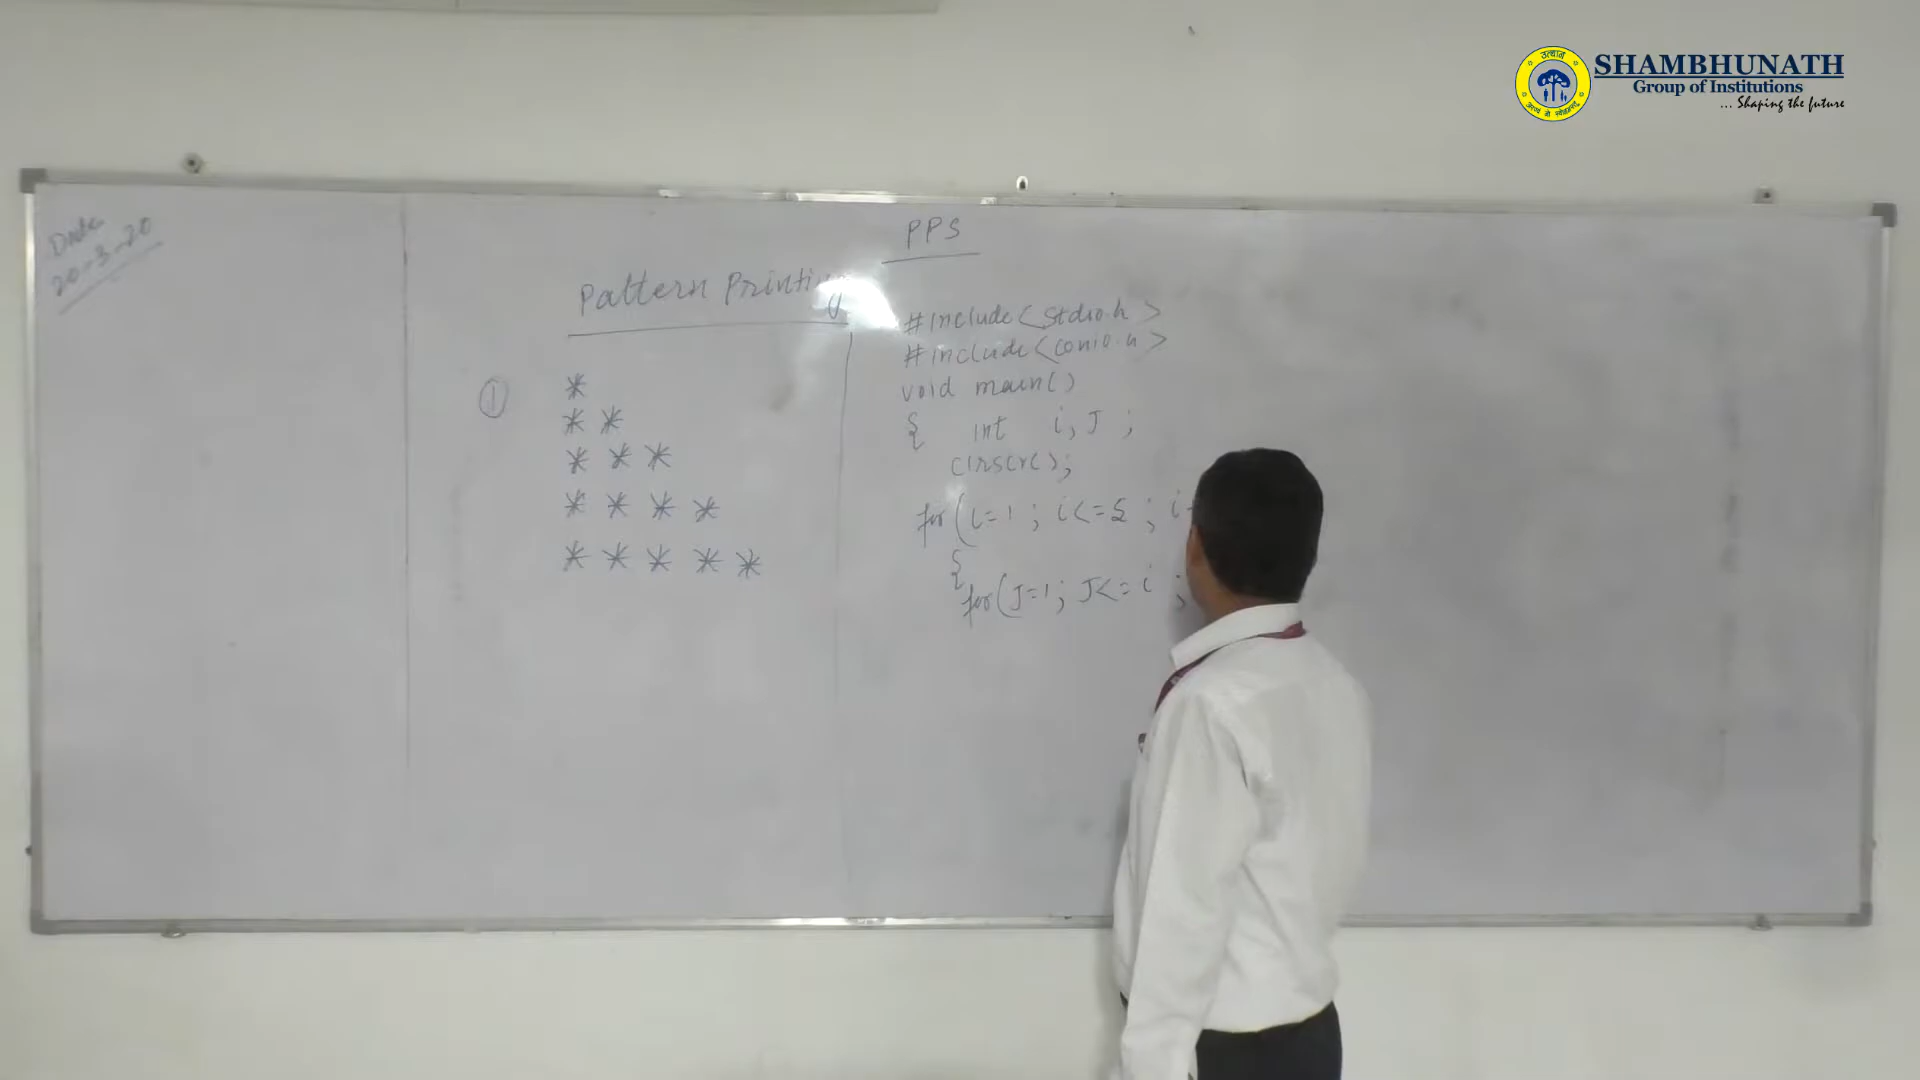 उत्थान
SHAMBHUNATH
Group of Institutions
... Shaping the future
Date
20-3-20
PPS
Pattern Printing
①
*
* *
* * *
* * * *
* * * * *
#include<stdio.h>
#include<conio.h>
void main()
{ int i, J ;
clrscr();
for(i=1 ; i<=5 ; i
{
for(J=1; J<=i ;